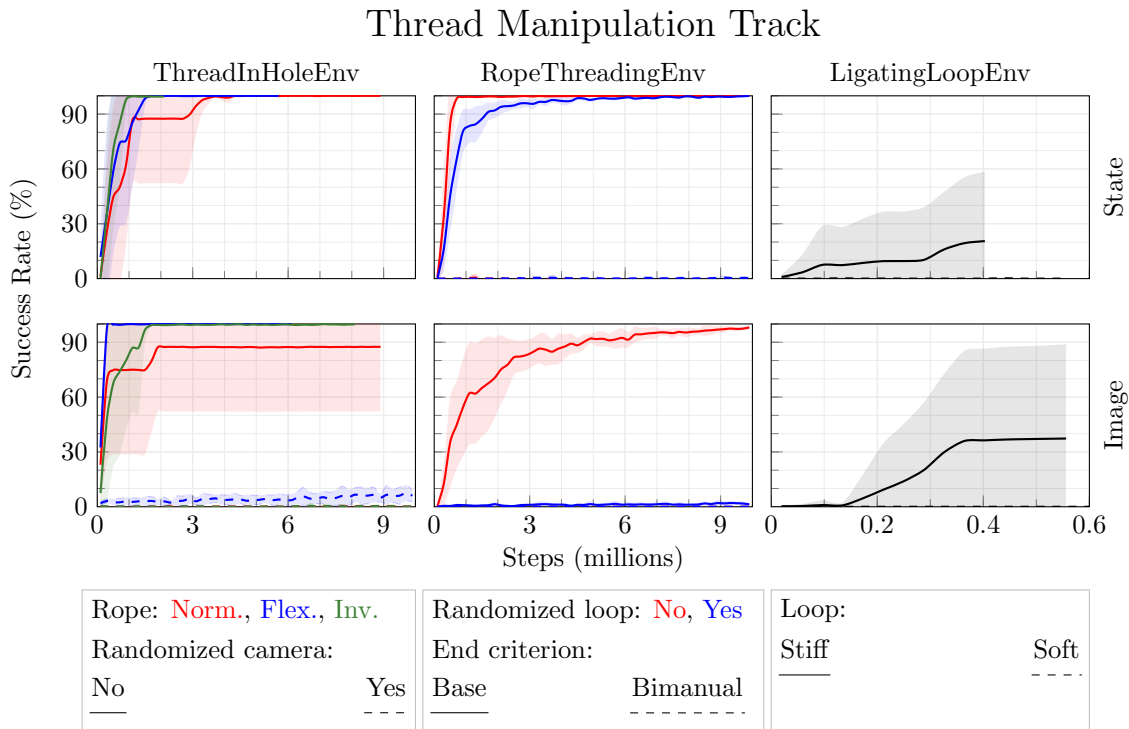 Thread Manipulation Track
ThreadInHoleEnv RopeThreadingEnv LigatingLoopEnv
90
60
30
0
State
Success Rate (%)
90
60
30
0
Image
0 3 6 9 0 3 6 9 0 0.2 0.4 0.6
Steps (millions)
Rope: Norm., Flex., Inv.
Randomized camera:
No Yes
Randomized loop: No, Yes
End criterion:
Base Bimanual
Loop:
Stiff Soft